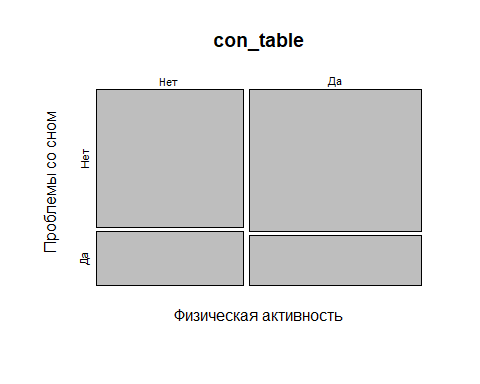 con_table
Нет
Да
Проблемы со сном
Нет
Да
Физическая активность